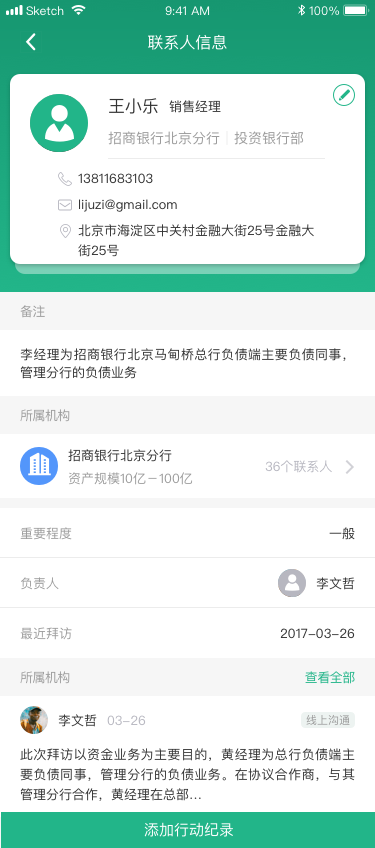 Sketch 9:41 AM 100%
联系人信息
王小乐 销售经理
招商银行北京分行 | 投资银行部
13811683103
lijuzi@gmail.com
北京市海淀区中关村金融大街25号金融大
街25号
备注
李经理为招商银行北京马甸桥总行负债端主要负债同事，
管理分行的负债业务
所属机构
招商银行北京分行
36个联系人
资产规模10亿－100亿
重要程度 一般
负责人 李文哲
最近拜访 2017-03-26
所属机构 查看全部
李文哲 03-26 线上沟通
此次拜访以资金业务为主要目的，黄经理为总行负债端主
要负债同事，管理分行的负债业务。在协议合作商，与其
管理分行合作，黄经理在总部...
添加行动纪录